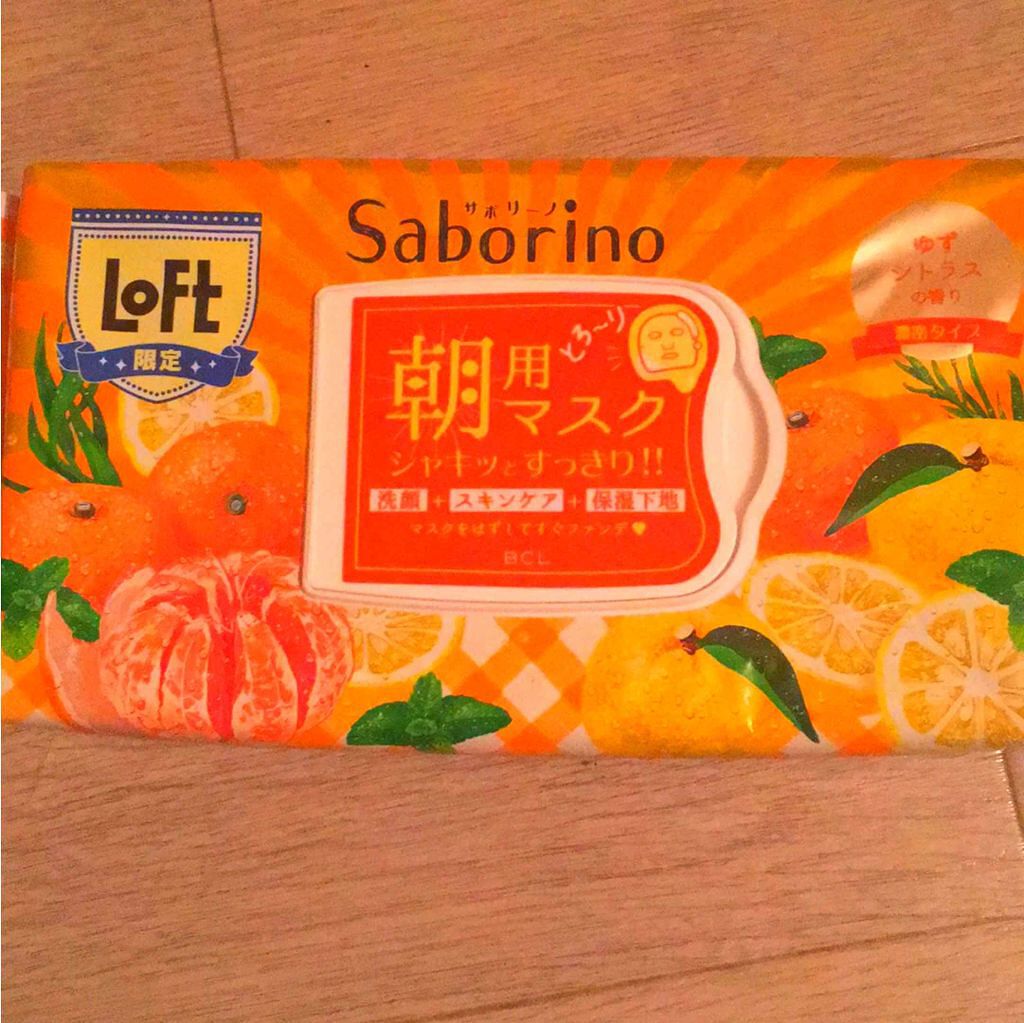 サボリーノ
Saborino
LOFt
限定
ゆず
シトラス
の香り
濃密タイプ
とろ〜り
朝用
マスク
シャキッとすっきり!!
洗顔+スキンケア+保湿下地
マスクをはずしてすぐファンデ♥
BCL